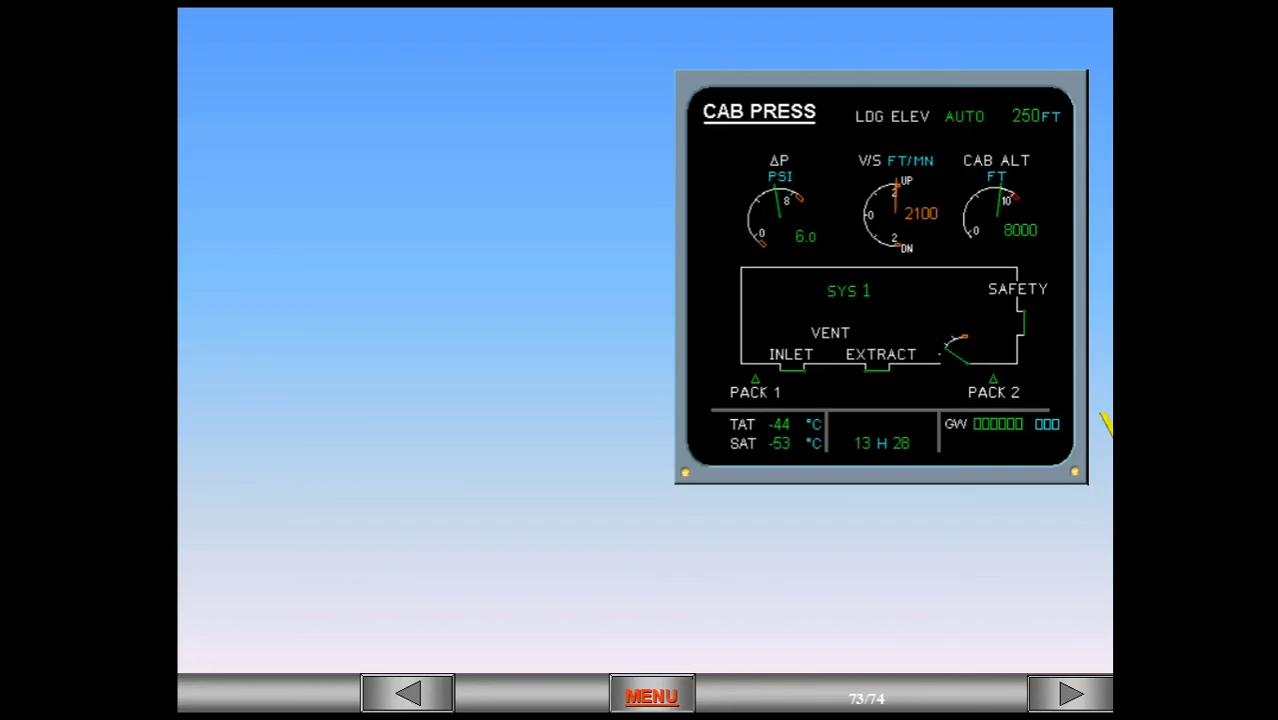 CAB PRESS LDG ELEV AUTO 250FT
ΔP V/S FT/MN CAB ALT
PSI FT
8 2 UP 10
0 2100
0 6.0 2 DN 0 8000
SYS 1 SAFETY
VENT
INLET EXTRACT
PACK 1 PACK 2
TAT -44 °C GW
SAT -53 °C 13 H 28
MENU 73/74